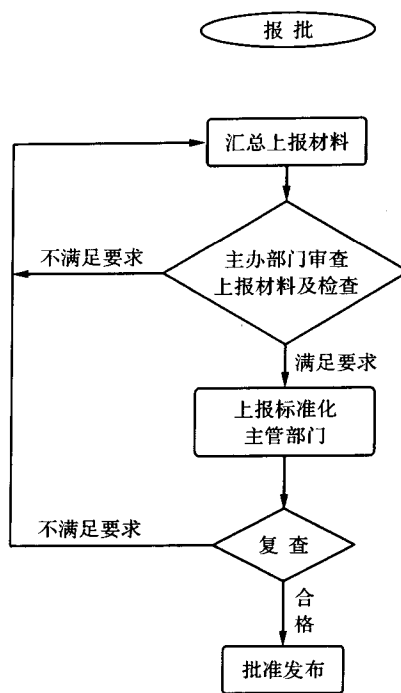 报批
汇总上报材料
主办部门审查
上报材料及检查
不满足要求
满足要求
上报标准化
主管部门
不满足要求
复查
合格
批准发布